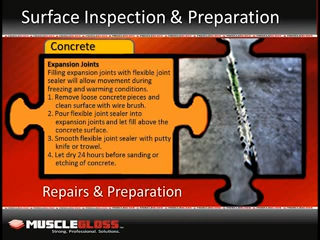 Surface Inspection & Preparation
Concrete
Expansion Joints
Filling expansion joints with flexible joint
sealer will allow movement during
freezing and warming conditions.
1. Remove loose concrete pieces and
clean surface with wire brush.
2. Pour flexible joint sealer into
expansion joints and let fill above the
concrete surface.
3. Smooth flexible joint sealer with putty
knife or trowel.
4. Let dry 24 hours before sanding or
etching of concrete.
Repairs & Preparation
MUSCLEGLOSS
Strong. Professional. Solutions.